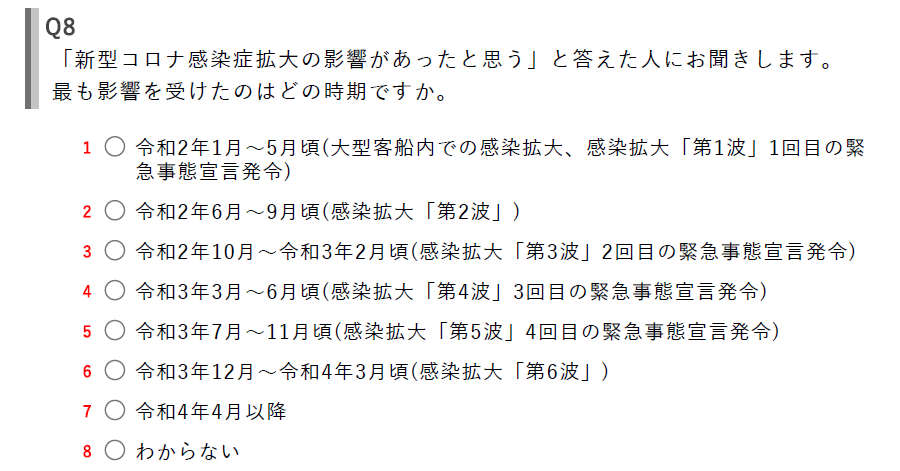 Q8
「新型コロナ感染症拡大の影響があったと思う」と答えた人にお聞きします。
最も影響を受けたのはどの時期ですか。
1 令和2年1月～5月頃(大型客船内での感染拡大、感染拡大「第1波」1回目の緊
急事態宣言発令)
2 令和2年6月～9月頃(感染拡大「第2波」)
3 令和2年10月～令和3年2月頃(感染拡大「第3波」2回目の緊急事態宣言発令)
4 令和3年3月～6月頃(感染拡大「第4波」3回目の緊急事態宣言発令)
5 令和3年7月～11月頃(感染拡大「第5波」4回目の緊急事態宣言発令)
6 令和3年12月～令和4年3月頃(感染拡大「第6波」)
7 令和4年4月以降
8 わからない